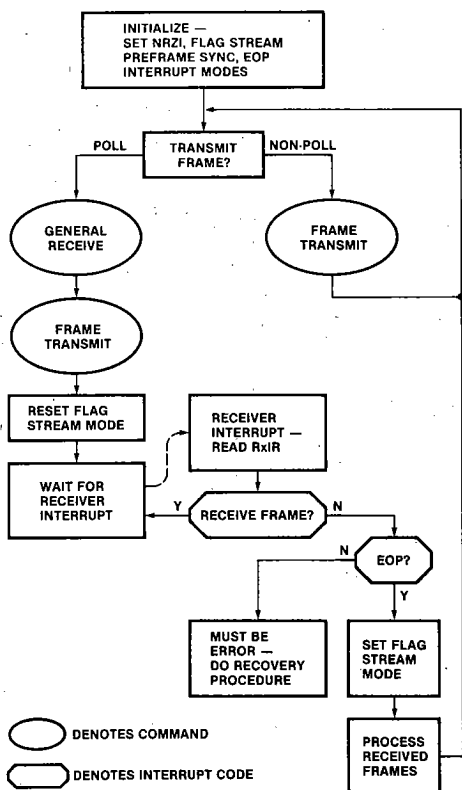 INITIALIZE —
SET NRZI, FLAG STREAM
PREFRAME SYNC, EOP
INTERRUPT MODES
POLL
TRANSMIT
FRAME?
NON-POLL
GENERAL
RECEIVE
FRAME
TRANSMIT
FRAME
TRANSMIT
RESET FLAG
STREAM MODE
WAIT FOR
RECEIVER
INTERRUPT
RECEIVER
INTERRUPT —
READ RxIR
Y
RECEIVE FRAME?
N
N
EOP?
Y
MUST BE
ERROR —
DO RECOVERY
PROCEDURE
SET FLAG
STREAM
MODE
PROCESS
RECEIVED
FRAMES
DENOTES COMMAND
DENOTES INTERRUPT CODE